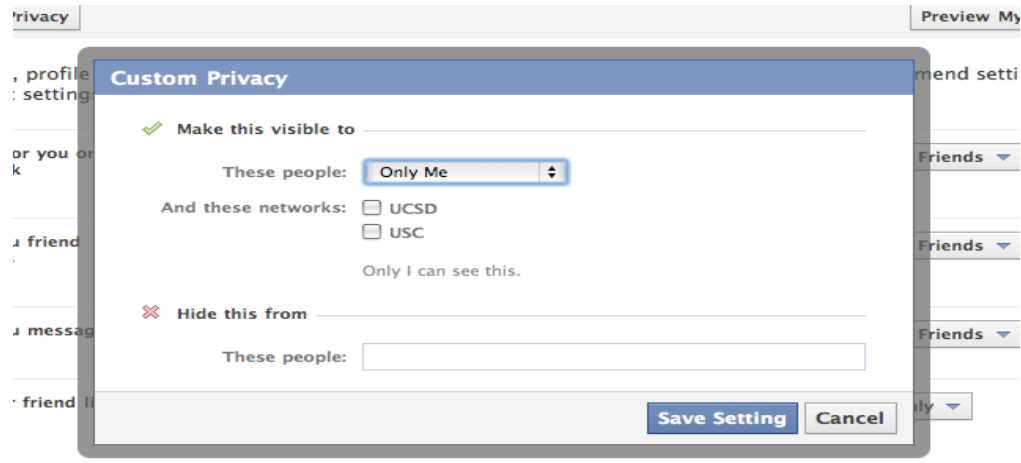 Privacy
Preview My
, profile
mend setti
: setting
Custom Privacy
Make this visible to
or you or
k
Friends
These people: Only Me
And these networks: UCSD
USC
u friend
Friends
Only I can see this.
Hide this from
u messag
Friends
These people:
r friend li
ly
Save Setting Cancel